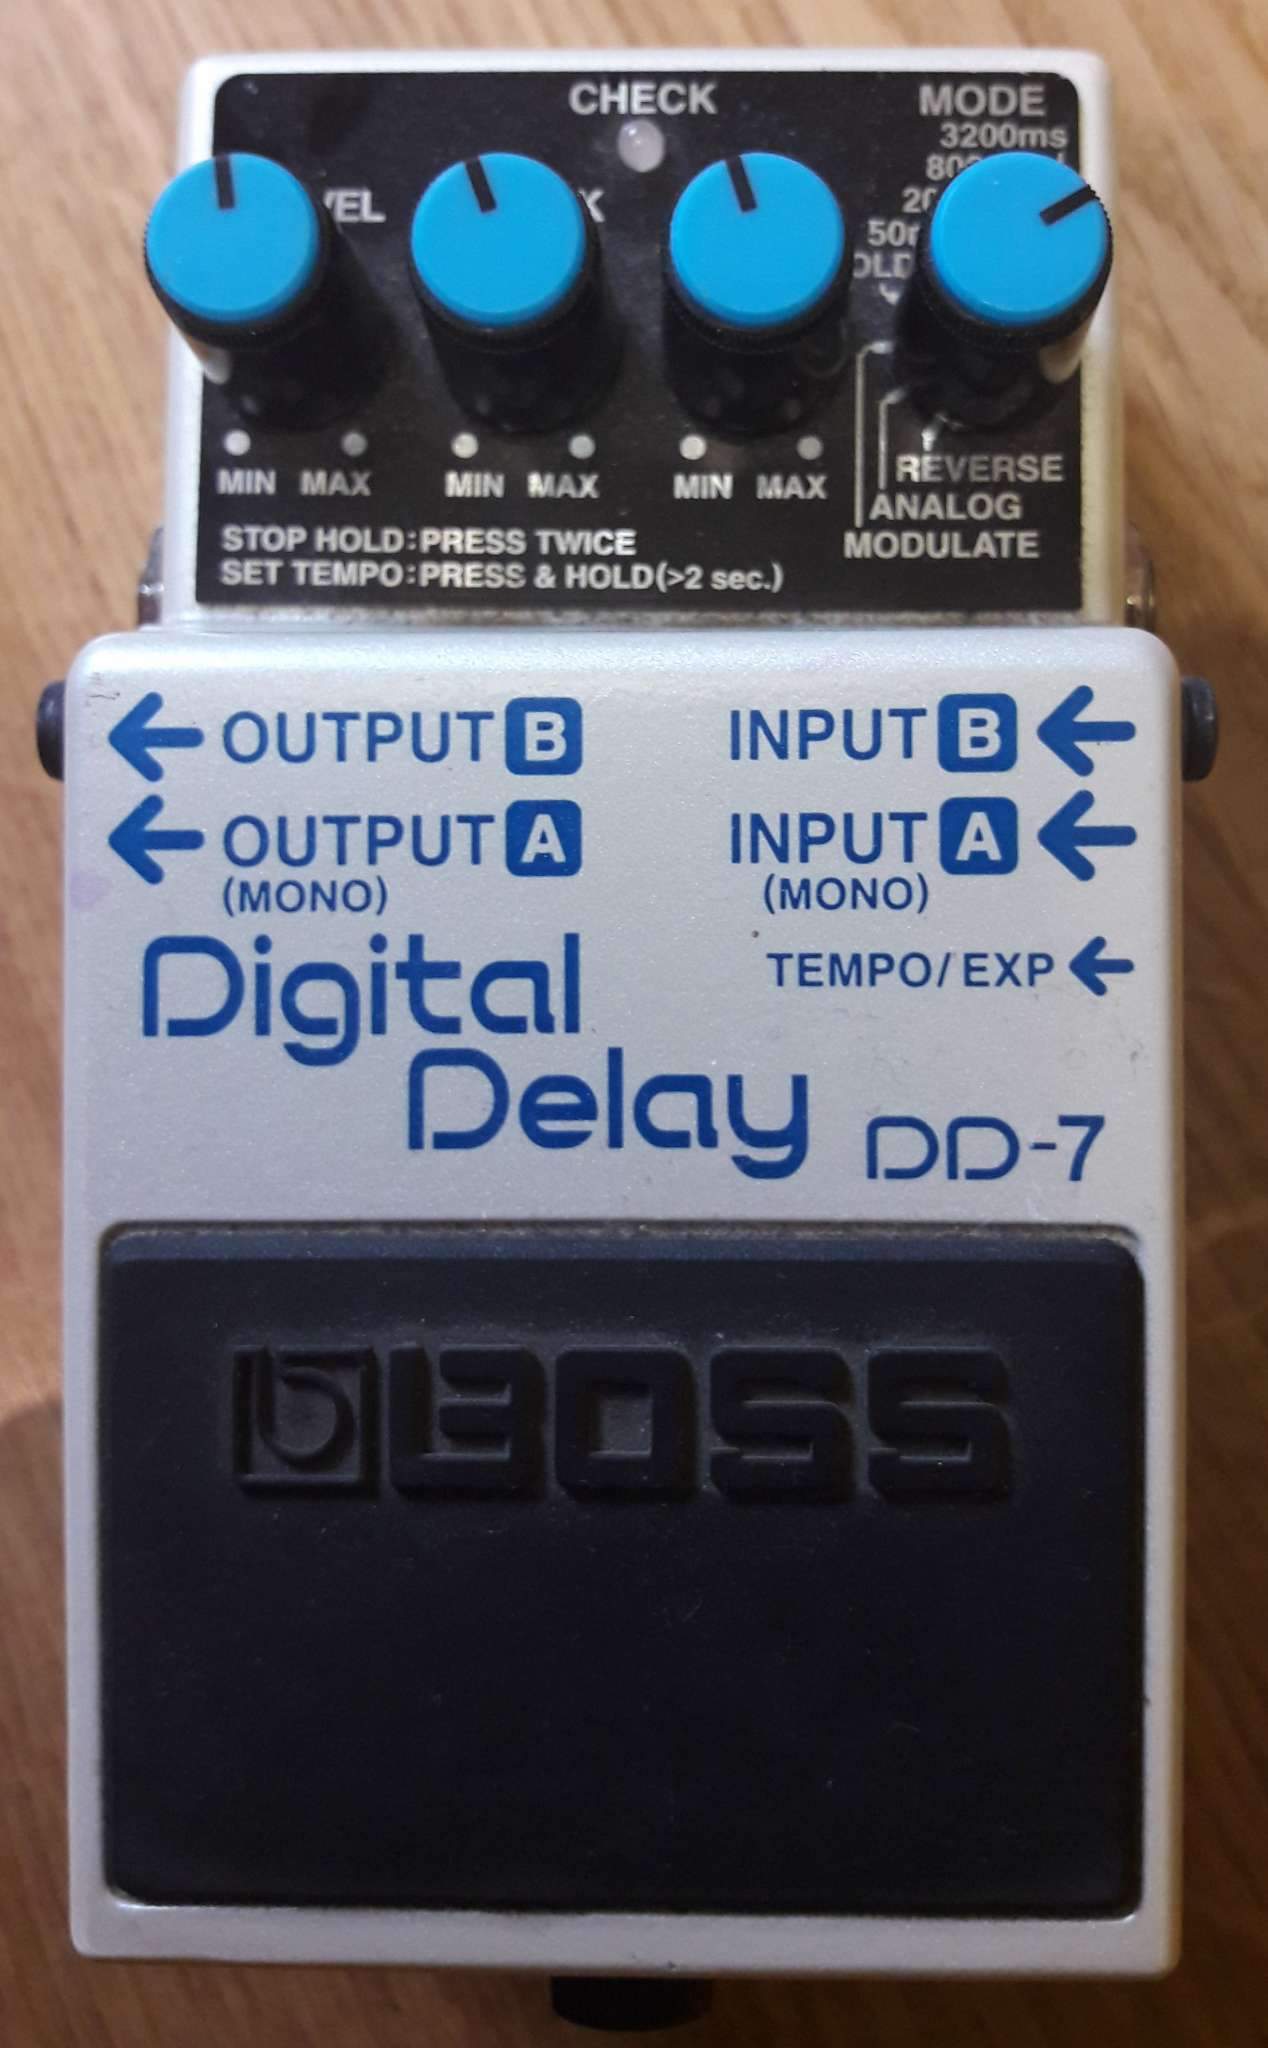 CHECK
MODE
3200ms
MIN MAX MIN MAX MIN MAX
REVERSE
ANALOG
MODULATE
STOP HOLD:PRESS TWICE
SET TEMPO:PRESS & HOLD(>2 sec.)
OUTPUT B
INPUT B
OUTPUT A
(MONO)
INPUT A
(MONO)
TEMPO/EXP
Digital
Delay
DD-7
BOSS